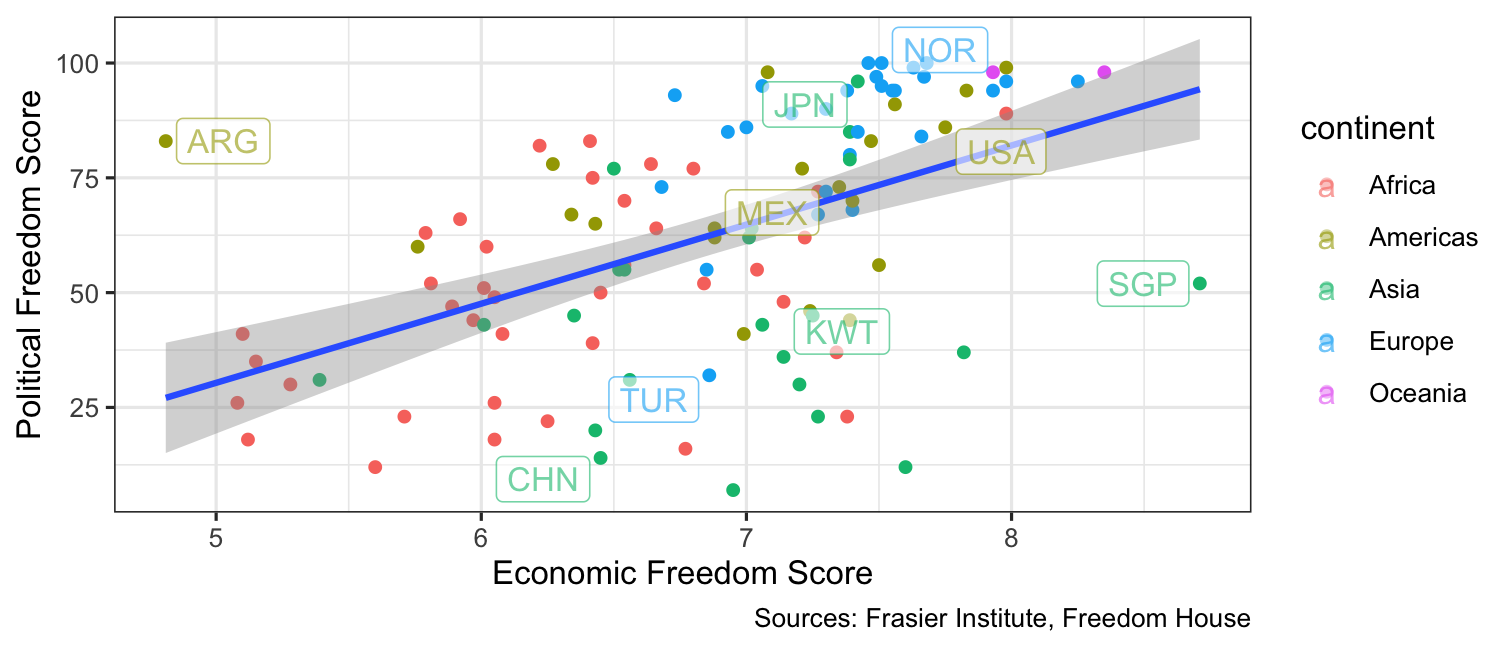 Political Freedom Score
100
75
50
25
NOR
JPN
ARG
USA
MEX
SGP
KWT
TUR
CHN
5
6
7
8
Economic Freedom Score
Sources: Frasier Institute, Freedom House
continent
a Africa
a Americas
a Asia
a Europe
a Oceania